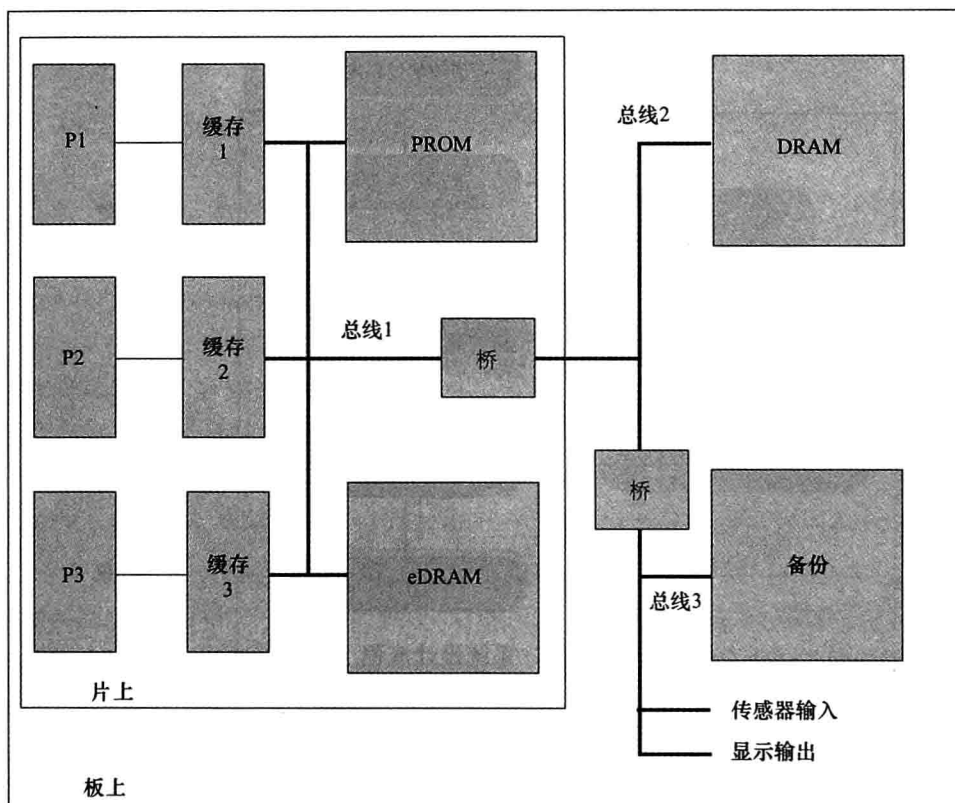 P1
缓存
1
PROM
总线2
DRAM
P2
缓存
2
总线1
桥
桥
P3
缓存
3
eDRAM
备份
总线3
片上
传感器输入
显示输出
板上